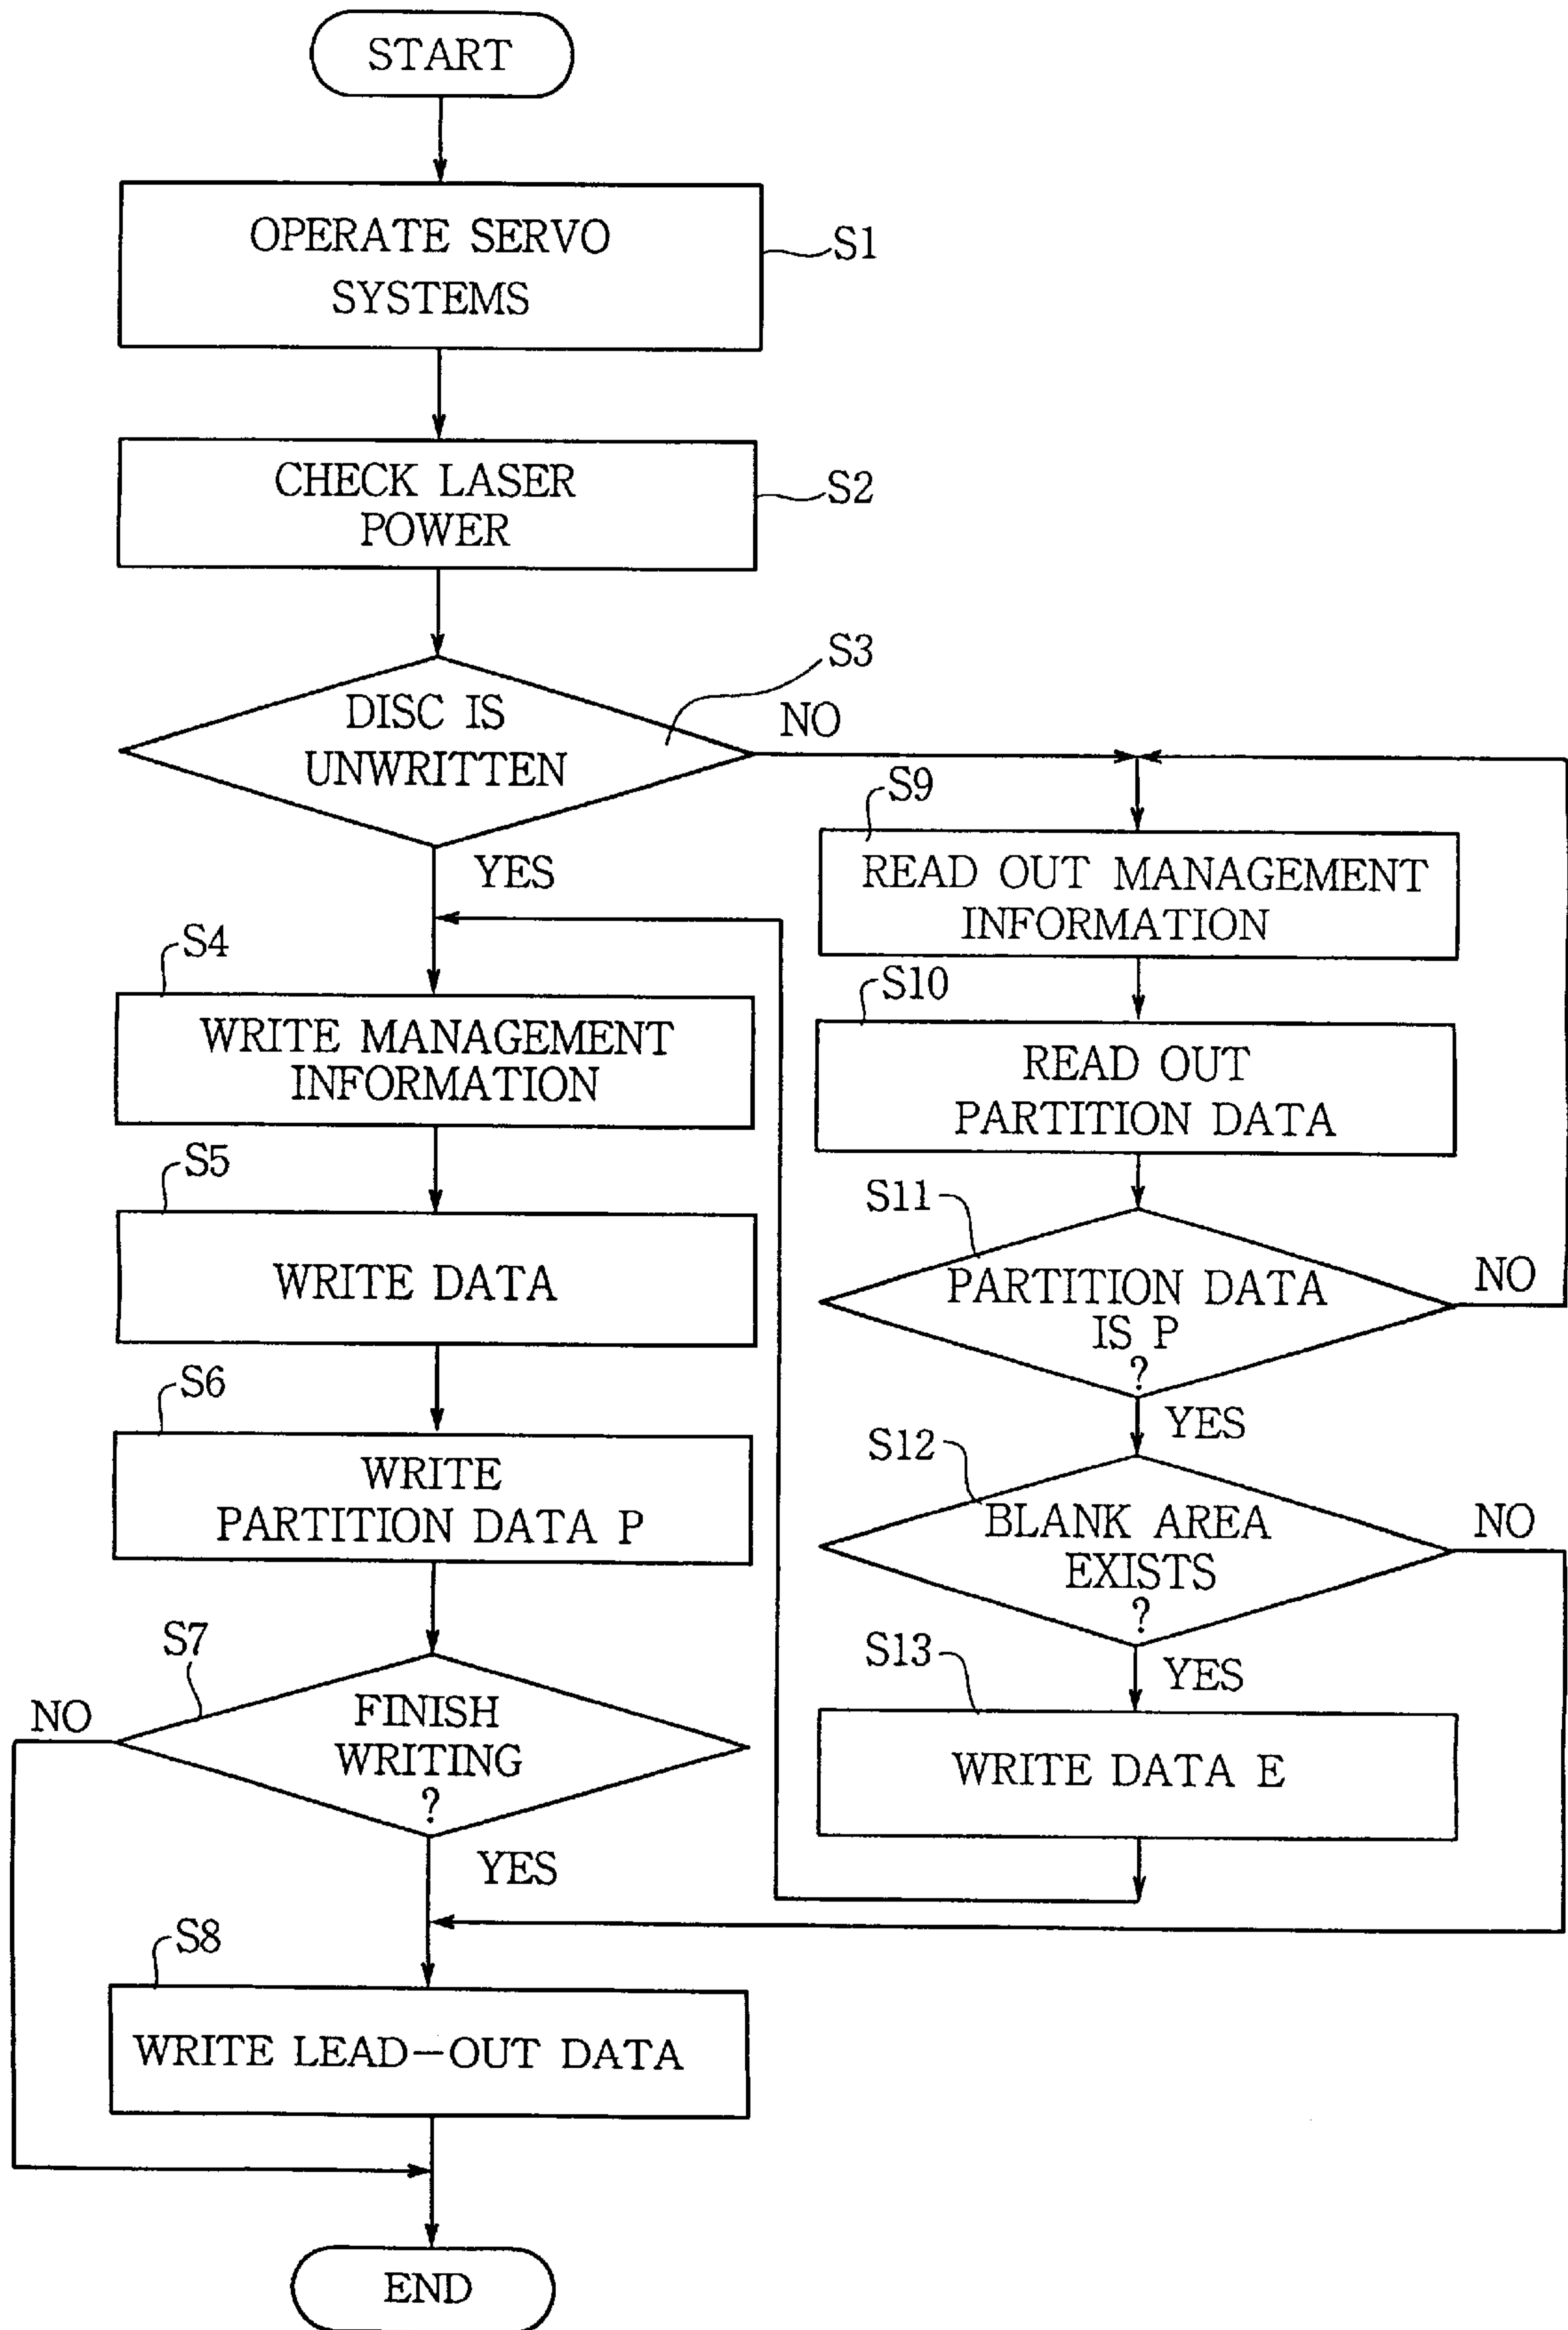 START
OPERATE SERVO
SYSTEMS
S1
CHECK LASER
POWER
S2
DISC IS
UNWRITTEN
S3
NO
YES
S4
WRITE MANAGEMENT
INFORMATION
S5
WRITE DATA
S6
WRITE
PARTITION DATA P
S7
FINISH
WRITING
?
NO
YES
S8
WRITE LEAD-OUT DATA
END
S9
READ OUT MANAGEMENT
INFORMATION
S10
READ OUT
PARTITION DATA
S11
PARTITION DATA
IS P
?
NO
YES
S12
BLANK AREA
EXISTS
?
NO
YES
S13
WRITE DATA E